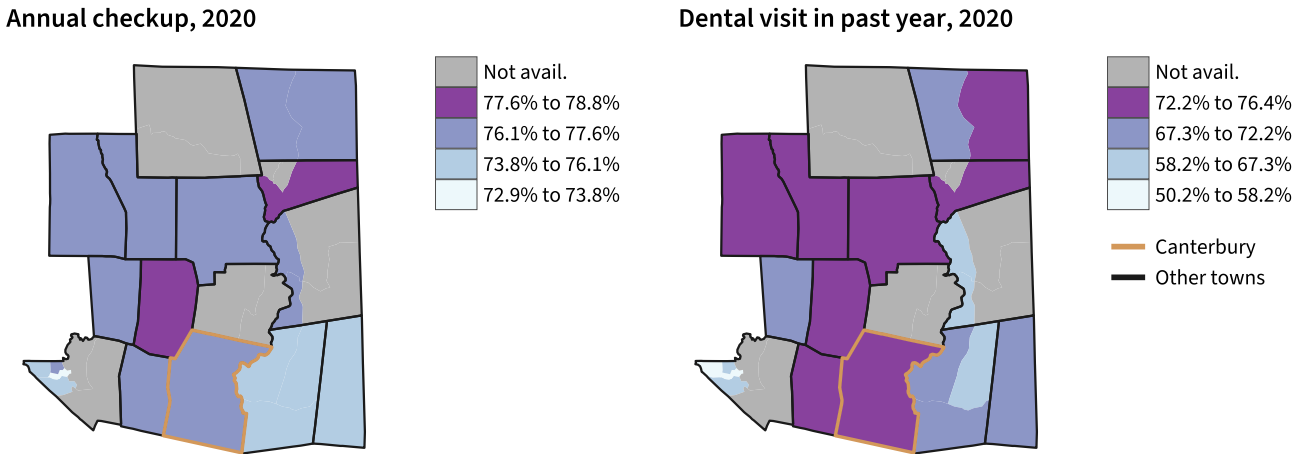 Annual checkup, 2020
Not avail.
77.6% to 78.8%
76.1% to 77.6%
73.8% to 76.1%
72.9% to 73.8%
Dental visit in past year, 2020
Not avail.
72.2% to 76.4%
67.3% to 72.2%
58.2% to 67.3%
50.2% to 58.2%
Canterbury
Other towns